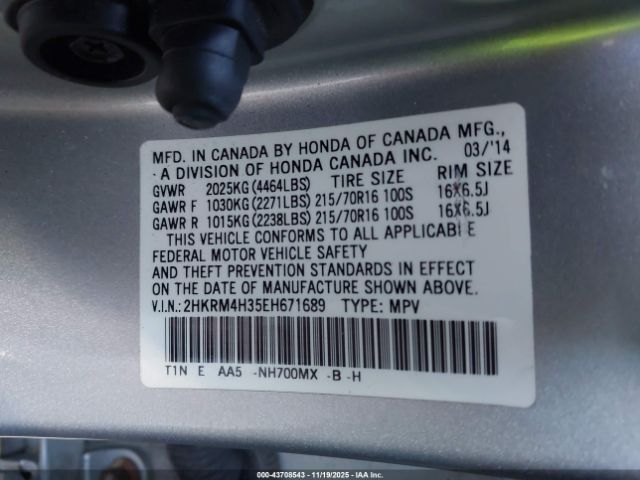 MFD. IN CANADA BY HONDA OF CANADA MFG.,
A DIVISION OF HONDA CANADA INC. 03/'14
GVWR 2025KG (4464LBS) TIRE SIZE RIM SIZE
GAWR F 1030KG (2271LBS) 215/70R16 100S 16X6.5J
GAWR R 1015KG (2238LBS) 215/70R16 100S 16X6.5J
THIS VEHICLE CONFORMS TO ALL APPLICABLE
FEDERAL MOTOR VEHICLE SAFETY
AND THEFT PREVENTION STANDARDS IN EFFECT
ON THE DATE OF MANUFACTURE SHOWN ABOVE.
V.I.N.: 2HKRM4H35EH671689 TYPE: MPV
T1N E AA5 -NH700MX -B -H
000-43708543 - 11/19/2025 - IAA Inc.